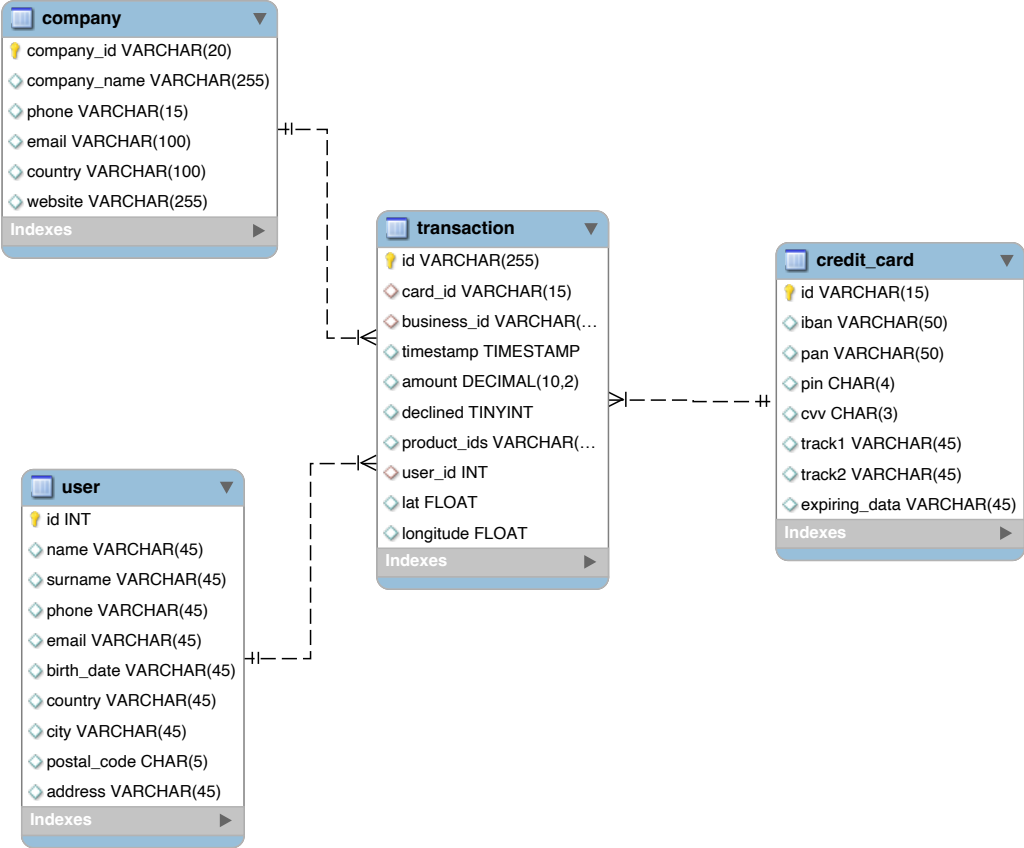 company
company_id VARCHAR(20)
company_name VARCHAR(255)
phone VARCHAR(15)
email VARCHAR(100)
country VARCHAR(100)
website VARCHAR(255)
Indexes
transaction
id VARCHAR(255)
card_id VARCHAR(15)
business_id VARCHAR(...
timestamp TIMESTAMP
amount DECIMAL(10,2)
declined TINYINT
product_ids VARCHAR(...
user_id INT
lat FLOAT
longitude FLOAT
Indexes
credit_card
id VARCHAR(15)
iban VARCHAR(50)
pan VARCHAR(50)
pin CHAR(4)
cvv CHAR(3)
track1 VARCHAR(45)
track2 VARCHAR(45)
expiring_data VARCHAR(45)
Indexes
user
id INT
name VARCHAR(45)
surname VARCHAR(45)
phone VARCHAR(45)
email VARCHAR(45)
birth_date VARCHAR(45)
country VARCHAR(45)
city VARCHAR(45)
postal_code CHAR(5)
address VARCHAR(45)
Indexes